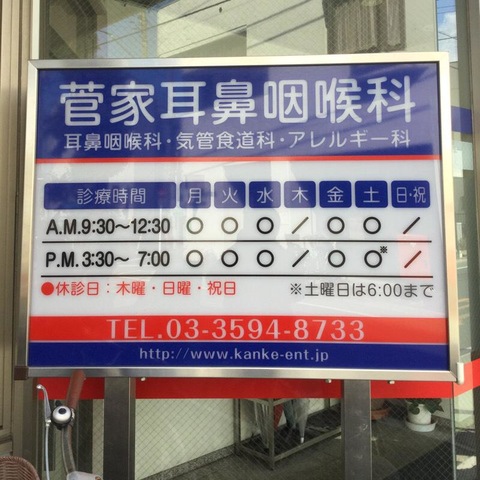 菅家耳鼻咽喉科
耳鼻咽喉科・気管食道科・アレルギー科
診療時間 月 火 水 木 金 土 日・祝
A.M.9:30〜12:30 ○ ○ ○ / ○ ○ /
P.M.3:30〜 7:00 ○ ○ ○ / ○ ○※ /
●休診日：木曜・日曜・祝日 ※土曜日は6:00まで
TEL.03-3594-8733
http://www.kanke-ent.jp